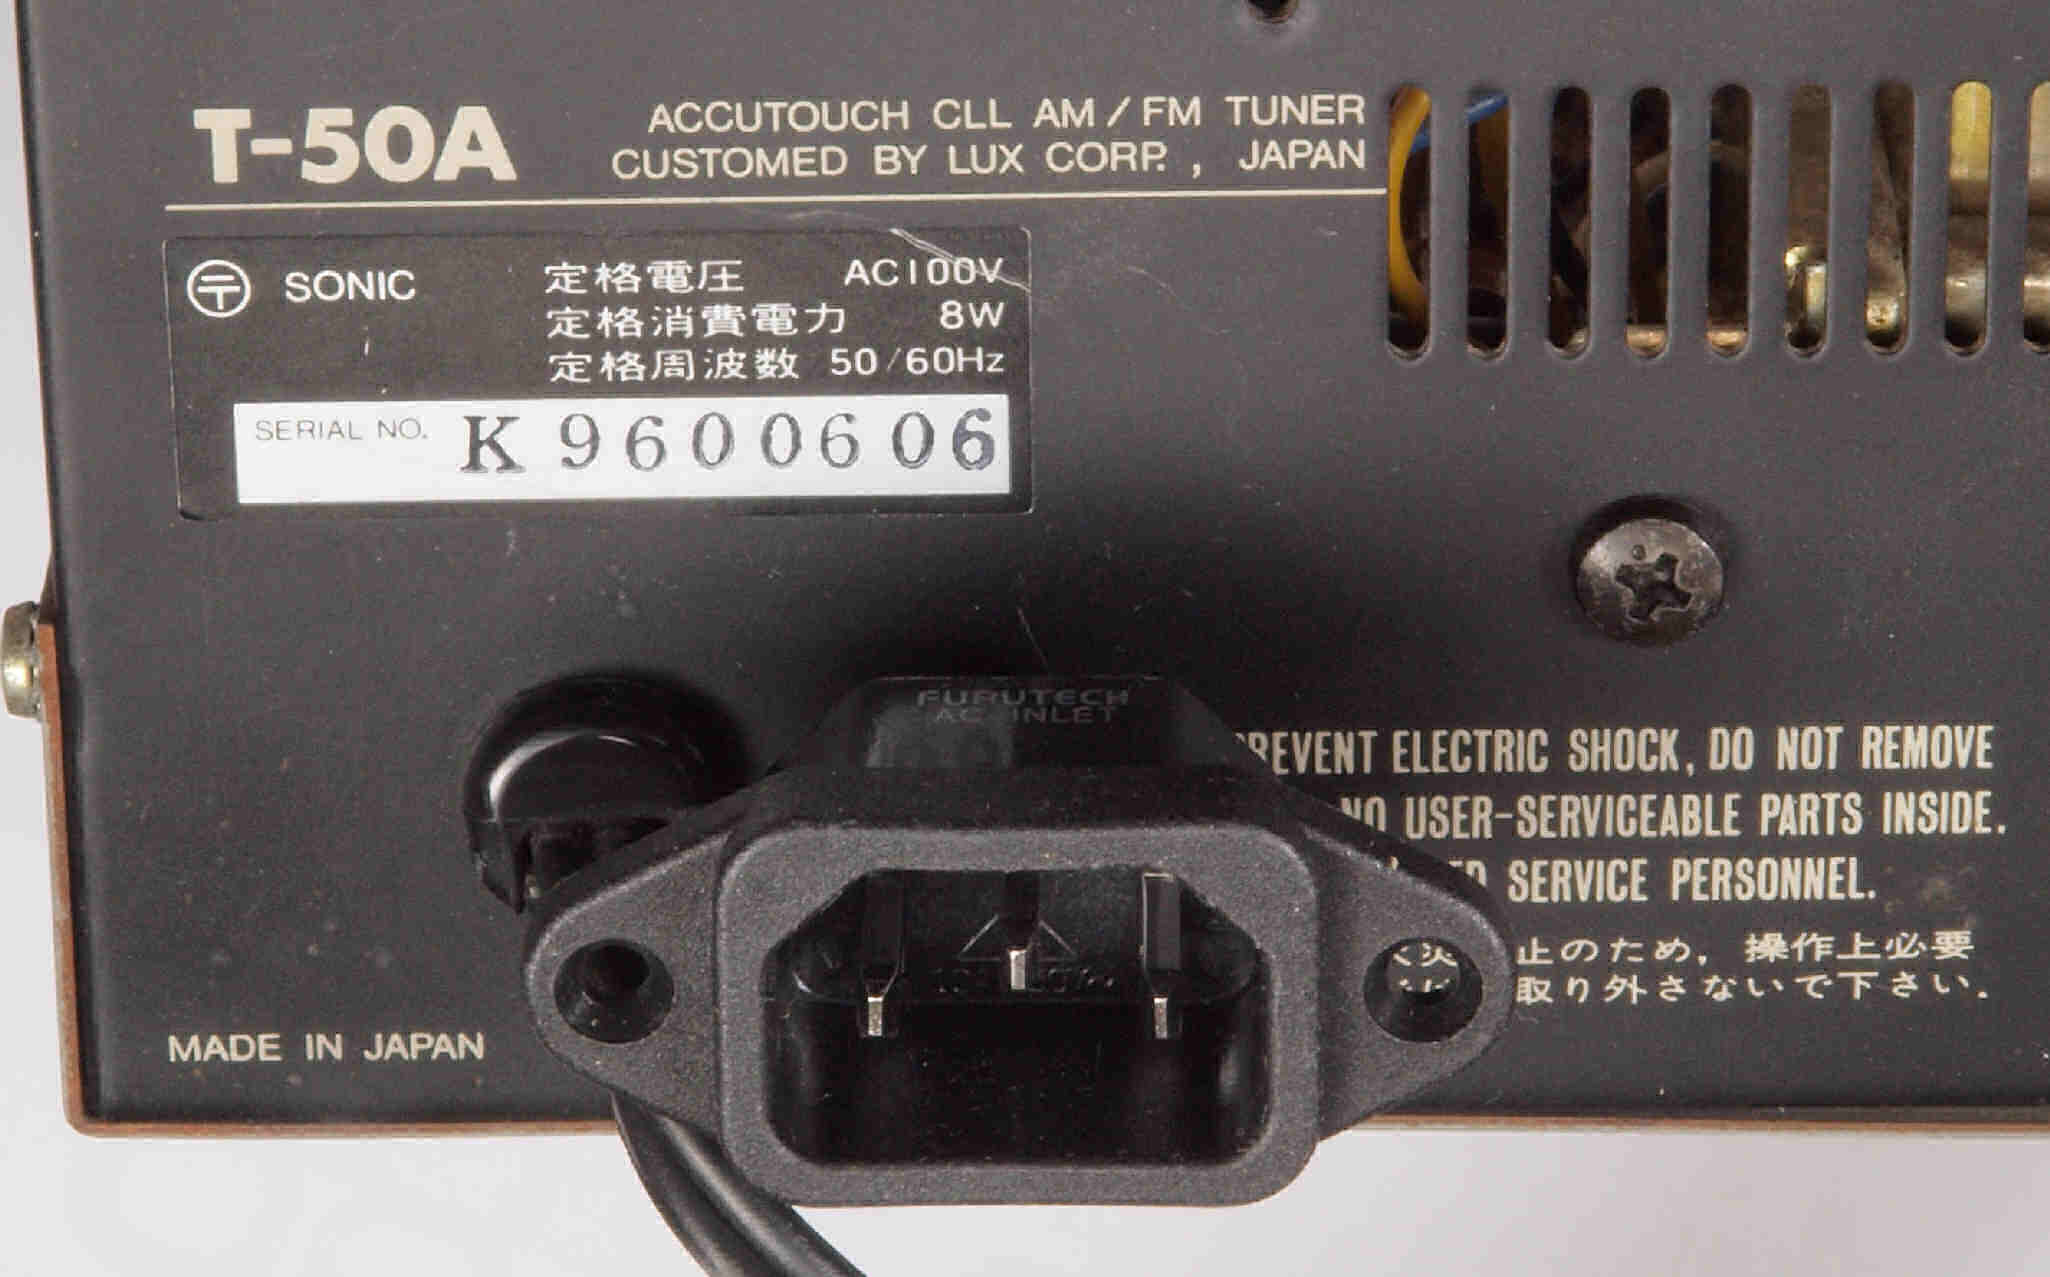 T-50A
ACCUTOUCH CLL AM / FM TUNER
CUSTOMED BY LUX CORP. , JAPAN
SONIC
定格電圧 AC100V
定格消費電力 8W
定格周波数 50/60Hz
SERIAL NO. K9600606
FURUTECH
AC INLET
PREVENT ELECTRIC SHOCK, DO NOT REMOVE
NO USER-SERVICEABLE PARTS INSIDE.
SERVICE PERSONNEL.
止のため, 操作上必要
取り外さないで下さい.
MADE IN JAPAN